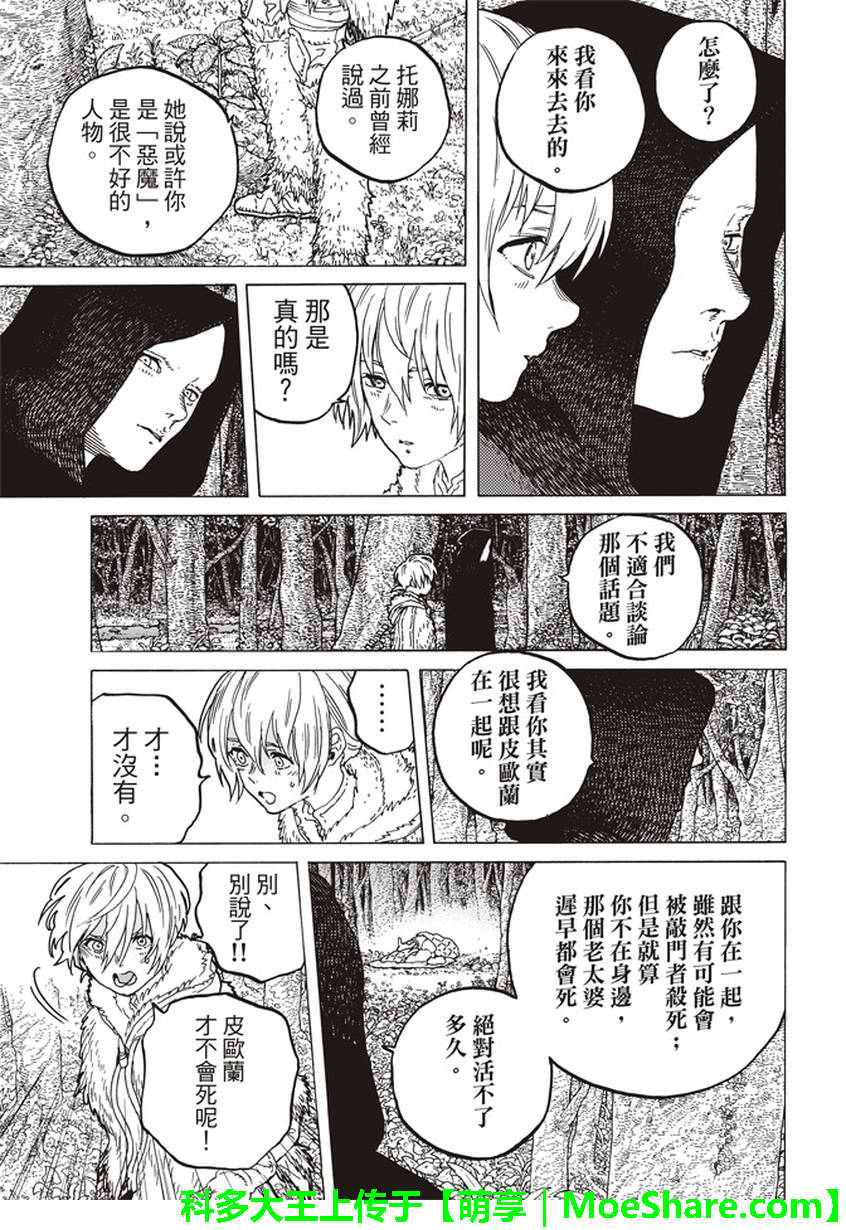 怎麼了?
我看你
來來去去的。
托娜莉
之前曾經
說過。
她說或許你
是「惡魔」,
是很不好的
人物。
那是
真的嗎?
我們
不適合談論
那個話題。
我看你其實
很想跟皮歐蘭
在一起呢。
……
才…
才沒有。
跟你在一起,
雖然有可能會
被敲門者殺死;
但是就算
你不在身邊,
那個老太婆
遲早都會死。
絕對活不了
多久。
別、
別說了!!
皮歐蘭
才不會死呢!
科多大王上传于【萌享|MoeShare.com】